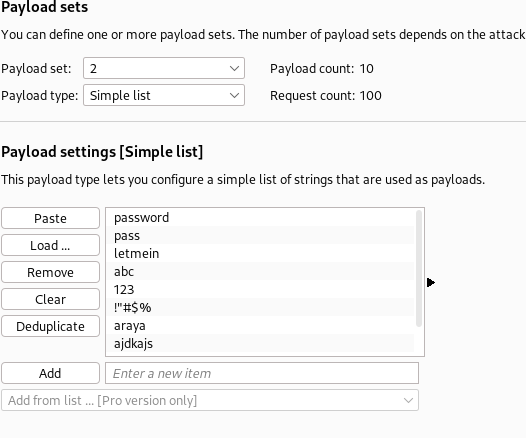 Payload sets
You can define one or more payload sets. The number of payload sets depends on the attack
Payload set: 2 Payload count: 10
Payload type: Simple list Request count: 100
Payload settings [Simple list]
This payload type lets you configure a simple list of strings that are used as payloads.
Paste
Load ...
Remove
Clear
Deduplicate
password
pass
letmein
abc
123
!"#$%
araya
ajdkajs
Add Enter a new item
Add from list ... [Pro version only]